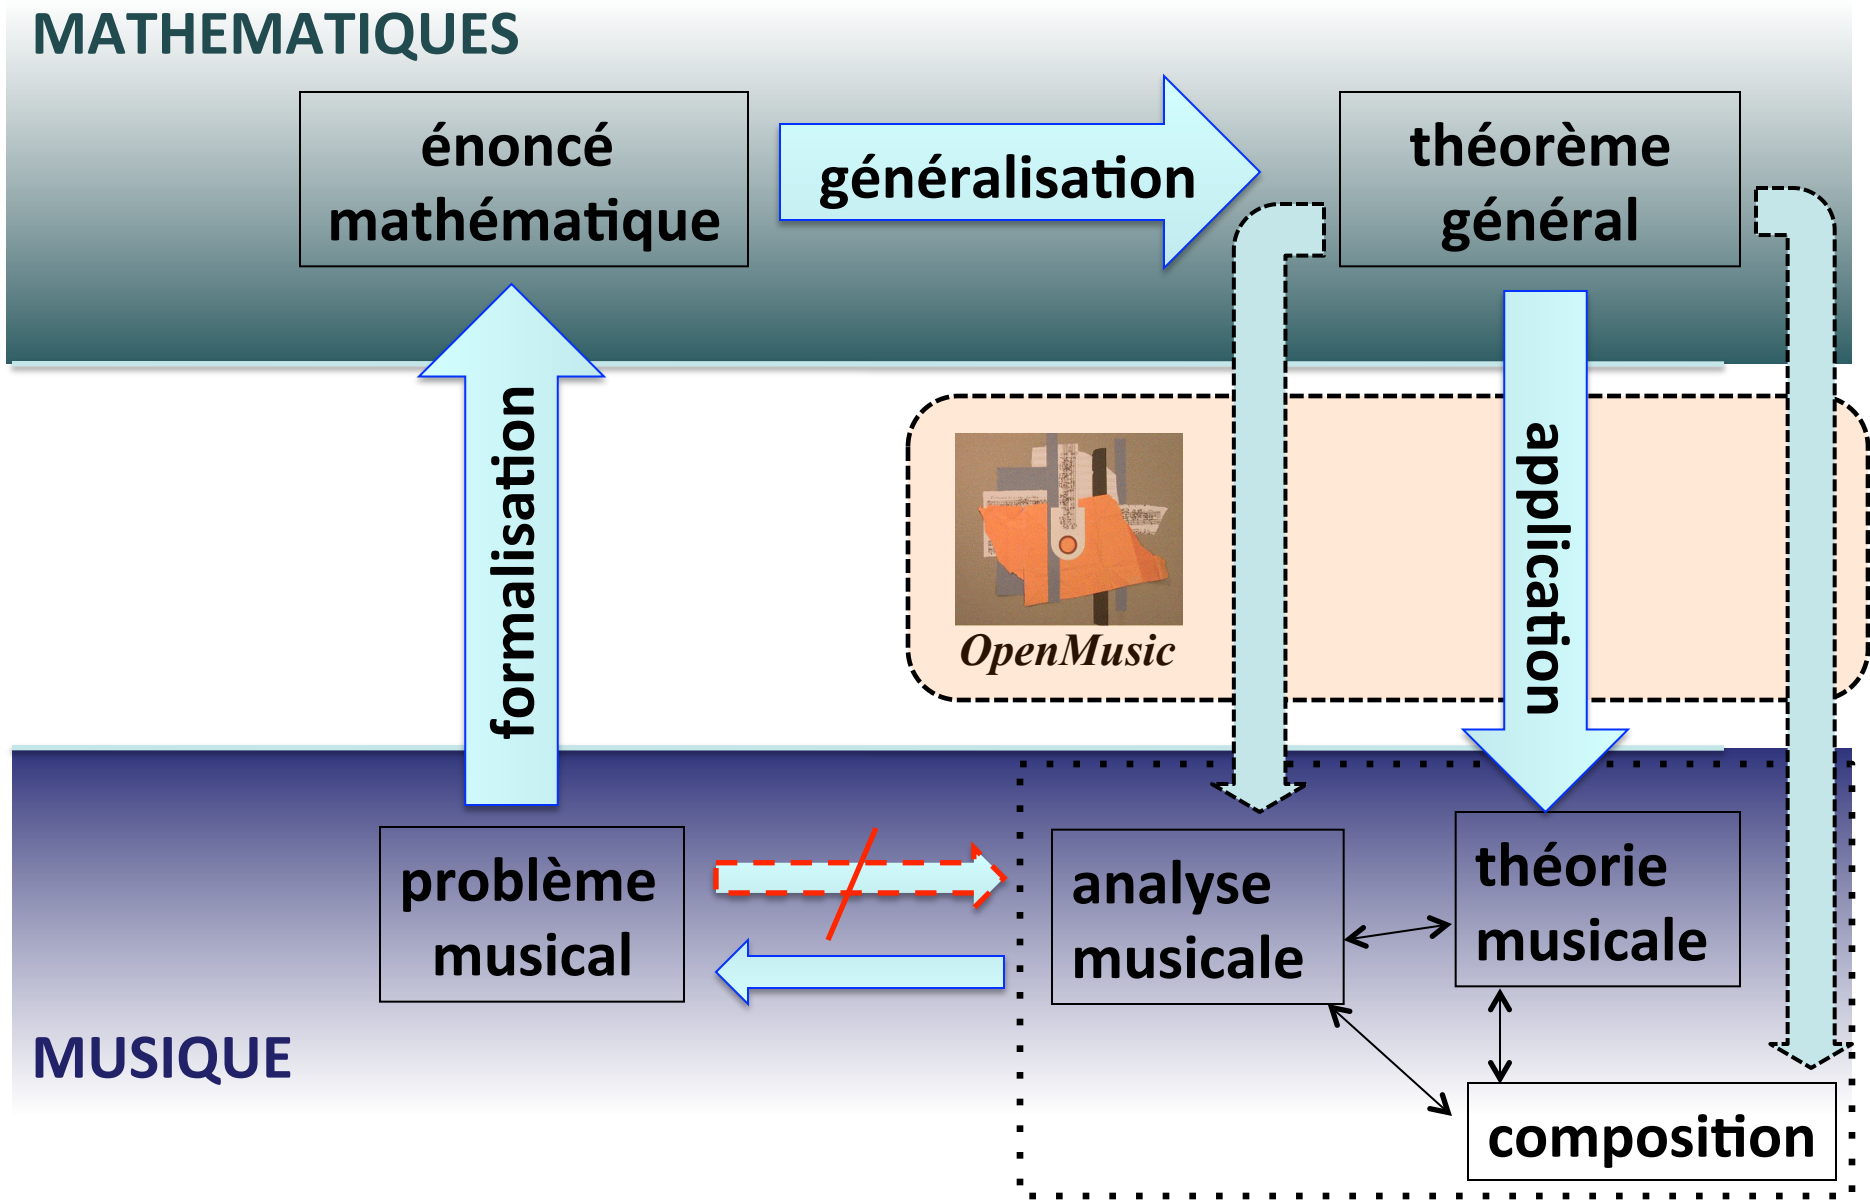 MATHEMATIQUES
énoncé
mathématique
généralisation
théorème
général
formalisation
application
OpenMusic
problème
musical
analyse
musicale
théorie
musicale
MUSIQUE
composition